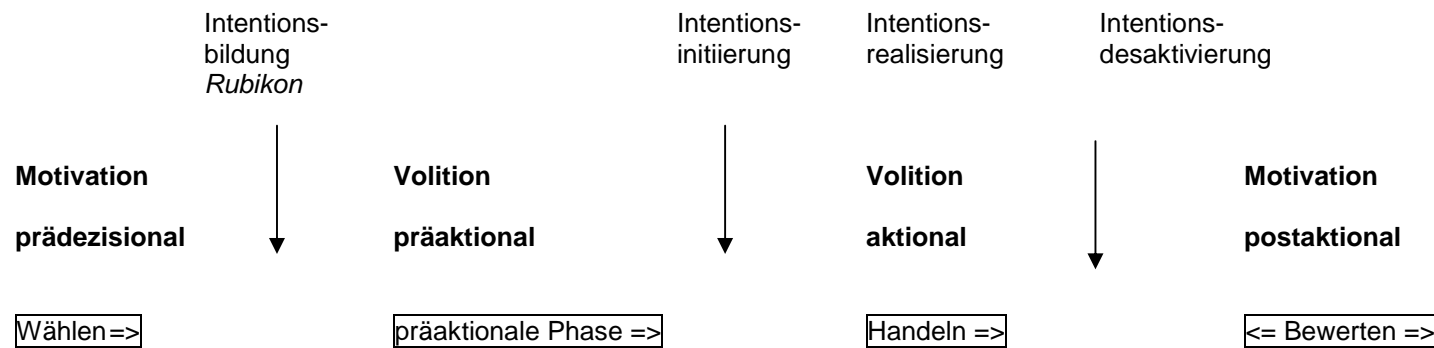 Intentions-
bildung
Rubikon
Intentions-
initiierung
Intentions-
realisierung
Intentions-
desaktivierung
Motivation
prädezisional
Volition
präaktional
Volition
aktional
Motivation
postaktional
Wählen=>
präaktionale Phase =>
Handeln =>
<= Bewerten =>